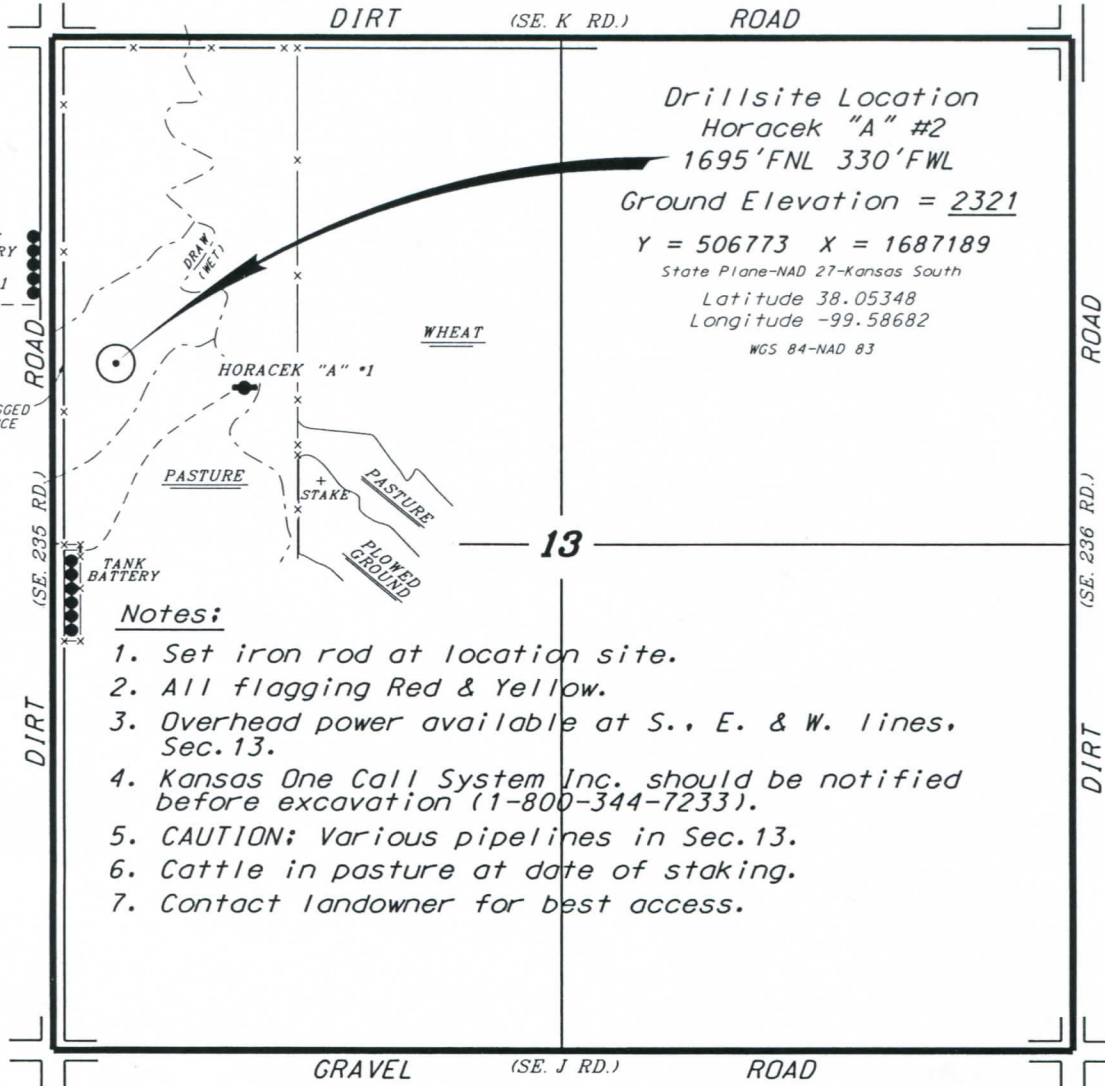 DIRT (SE. K RD.) ROAD
Drillsite Location
Horacek "A" #2
1695'FNL 330'FWL
Ground Elevation = 2321
Y = 506773 X = 1687189
State Plane-NAD 27-Kansas South
Latitude 38.05348
Longitude -99.58682
WGS 84-NAD 83
DRAW
(WET)
WHEAT
HORACEK "A" #1
PASTURE
STAKE
PASTURE
PLOWED
GROUND
TANK
BATTERY
13
RY
1
GGED
CE
DIRT (SE. 235 RD.) ROAD
DIRT (SE. 236 RD.) ROAD
Notes:
1. Set iron rod at location site.
2. All flagging Red & Yellow.
3. Overhead power available at S., E. & W. lines,
Sec.13.
4. Kansas One Call System Inc. should be notified
before excavation (1-800-344-7233).
5. CAUTION: Various pipelines in Sec.13.
6. Cattle in pasture at date of staking.
7. Contact landowner for best access.
GRAVEL (SE. J RD.) ROAD